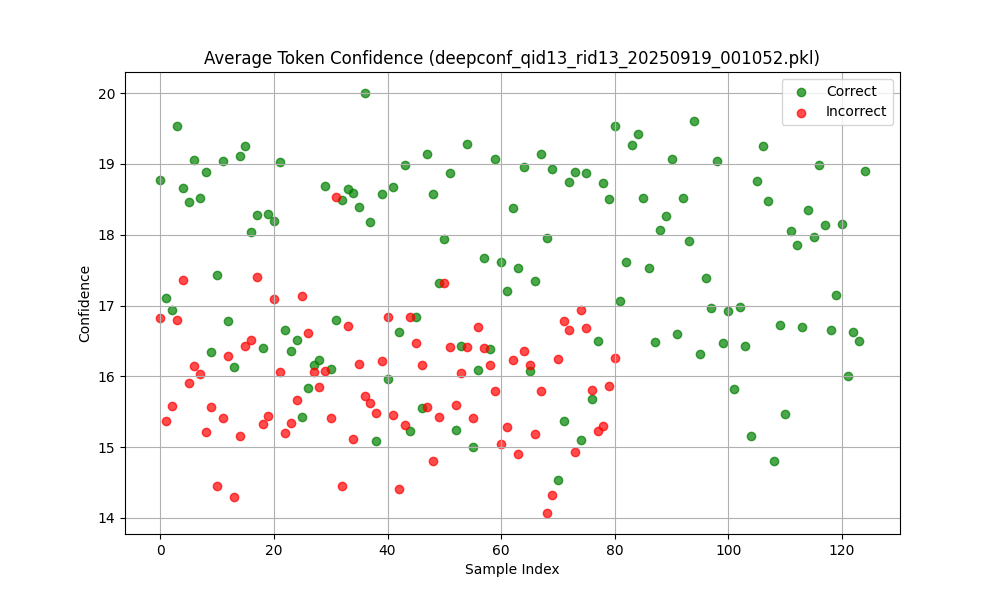 Average Token Confidence (deepconf_qid13_rid13_20250919_001052.pkl)
Correct
Incorrect
Confidence
20
19
18
17
16
15
14
0 20 40 60 80 100 120
Sample Index